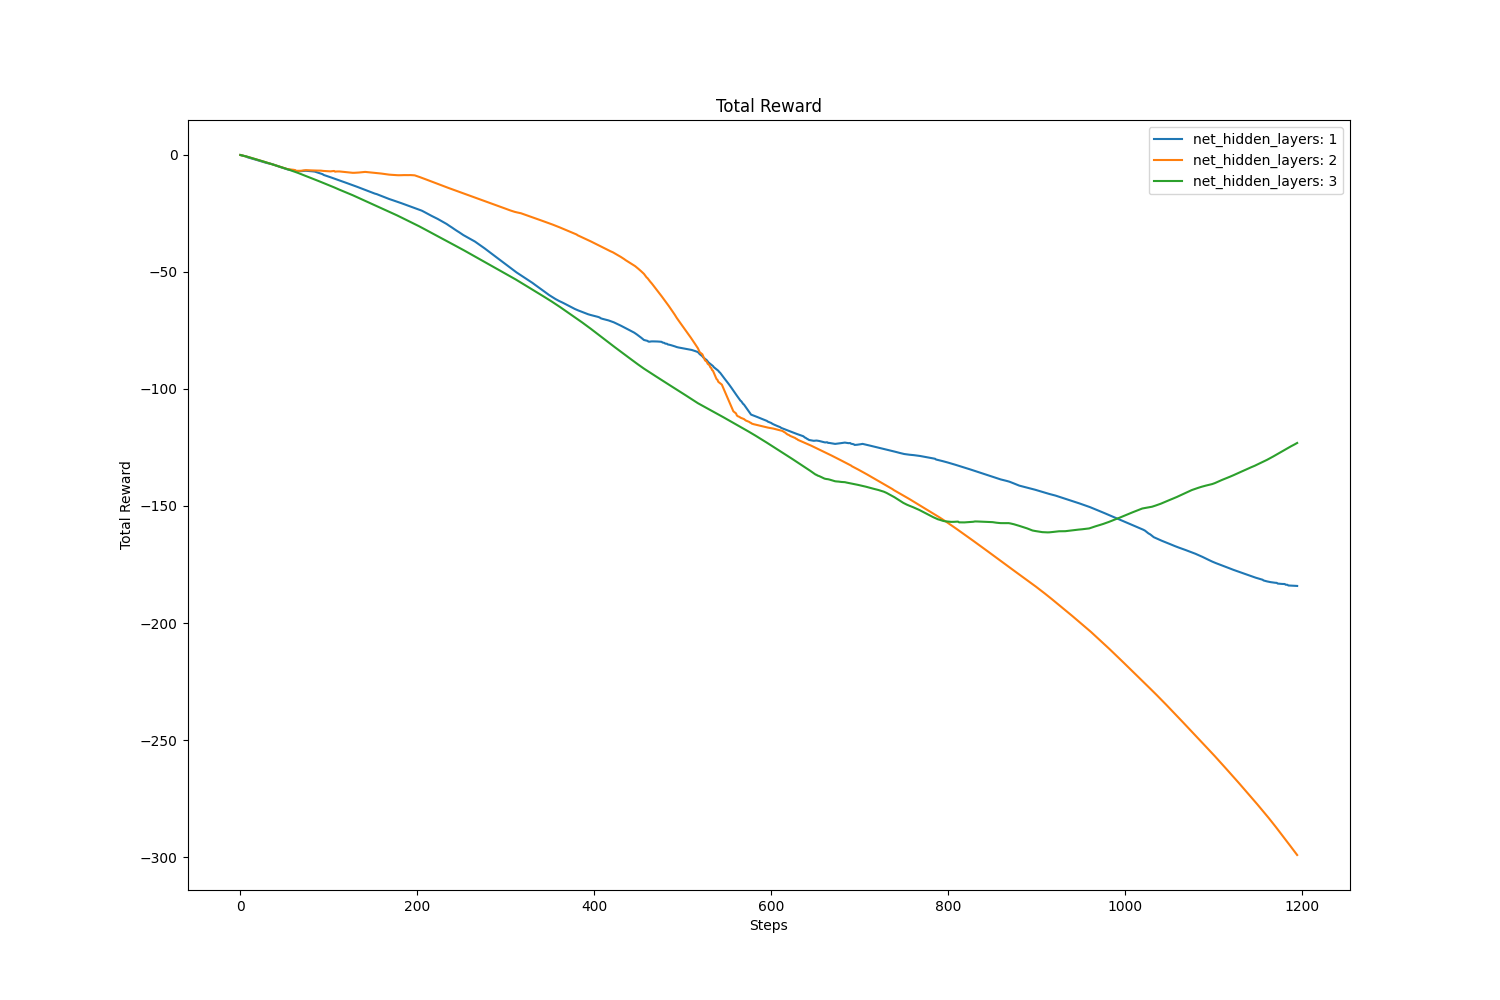 Total Reward
net_hidden_layers: 1
net_hidden_layers: 2
net_hidden_layers: 3
Total Reward
0
−50
−100
−150
−200
−250
−300
0 200 400 600 800 1000 1200
Steps